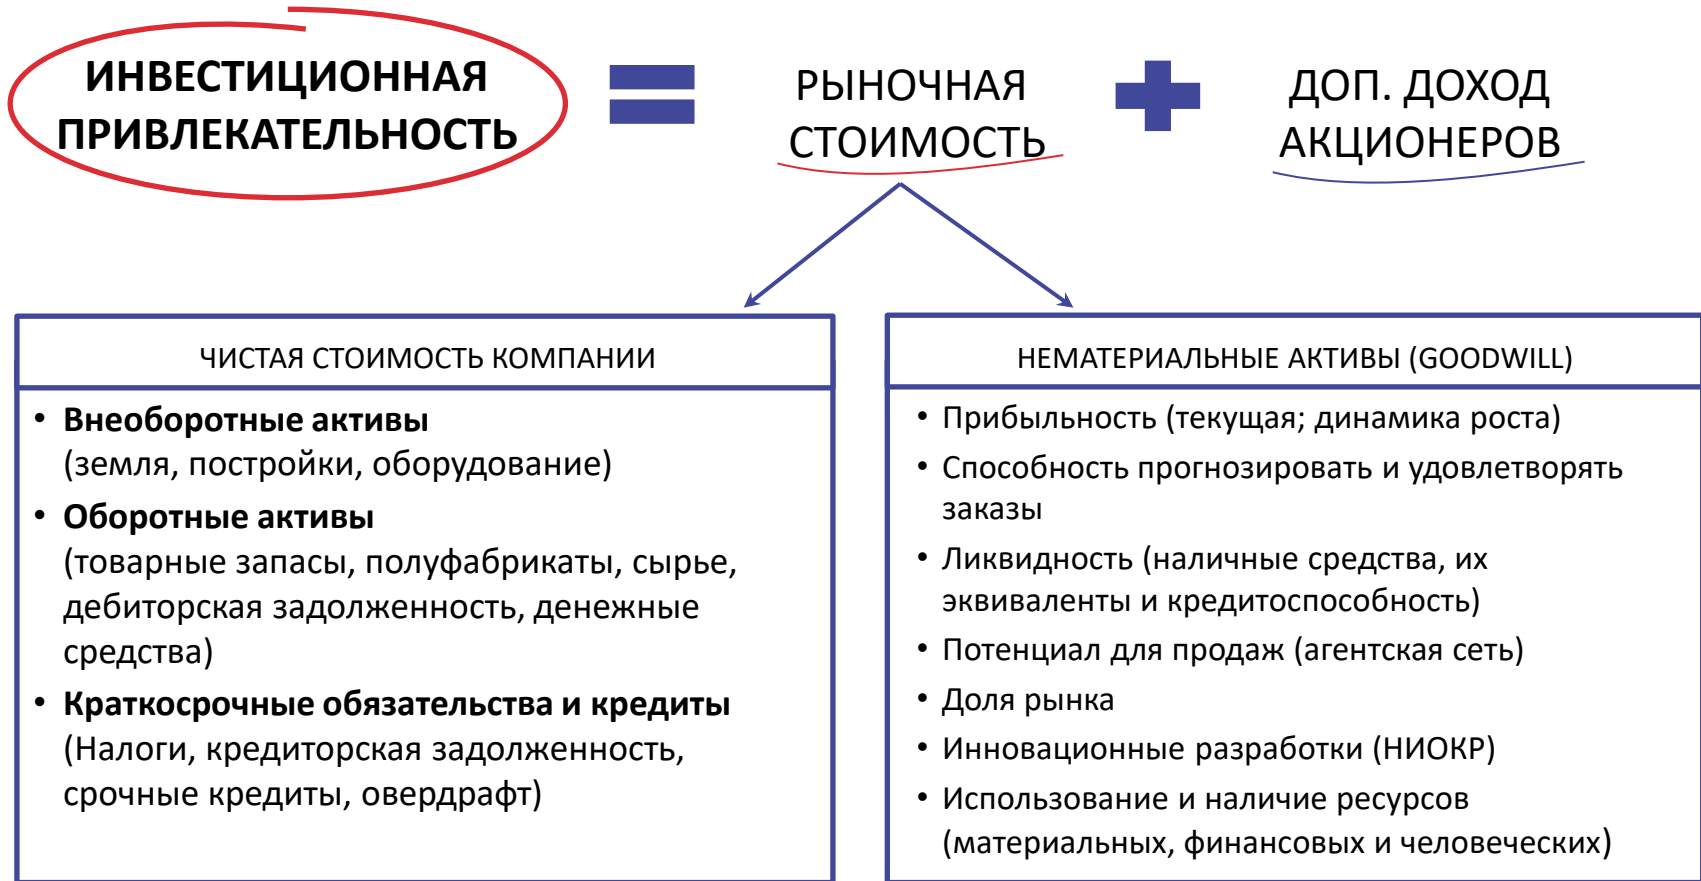 ИНВЕСТИЦИОННАЯ
ПРИВЛЕКАТЕЛЬНОСТЬ
РЫНОЧНАЯ
СТОИМОСТЬ
ДОП. ДОХОД
АКЦИОНЕРОВ
ЧИСТАЯ СТОИМОСТЬ КОМПАНИИ
• Внеоборотные активы
(земля, постройки, оборудование)
• Оборотные активы
(товарные запасы, полуфабрикаты, сырье,
дебиторская задолженность, денежные
средства)
• Краткосрочные обязательства и кредиты
(Налоги, кредиторская задолженность,
срочные кредиты, овердрафт)
НЕМАТЕРИАЛЬНЫЕ АКТИВЫ (GOODWILL)
• Прибыльность (текущая; динамика роста)
• Способность прогнозировать и удовлетворять
заказы
• Ликвидность (наличные средства, их
эквиваленты и кредитоспособность)
• Потенциал для продаж (агентская сеть)
• Доля рынка
• Инновационные разработки (НИОКР)
• Использование и наличие ресурсов
(материальных, финансовых и человеческих)